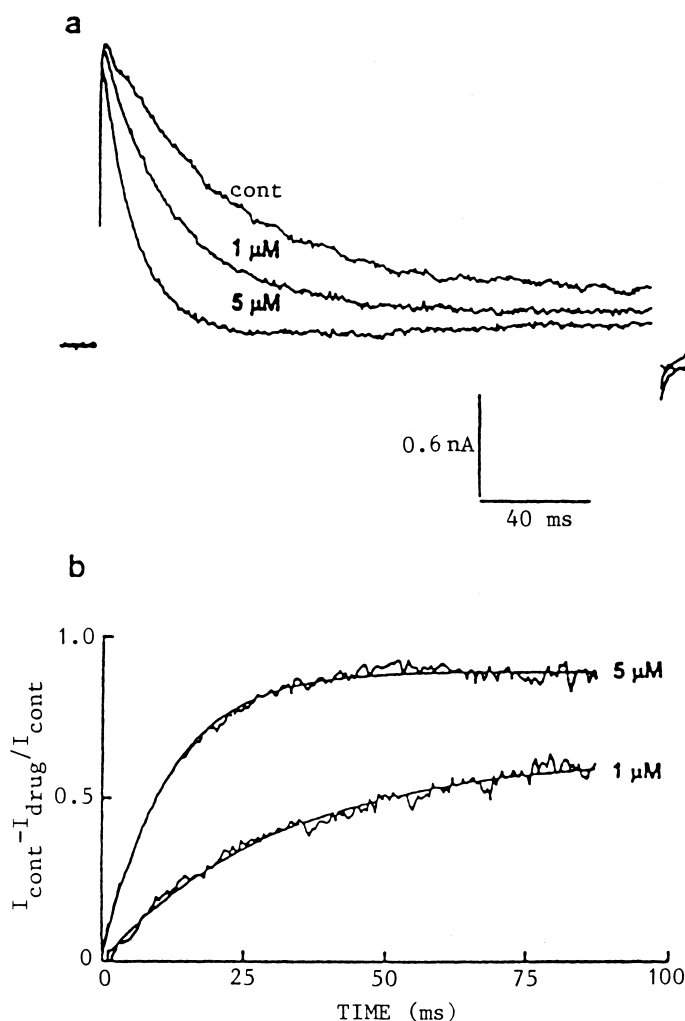 a
cont
1 µM
5 µM
0.6 nA
40 ms
b
1.0
5 µM
0.5
1 µM
I_cont-I_drug/I_cont
0
0 25 50 75 100
TIME (ms)